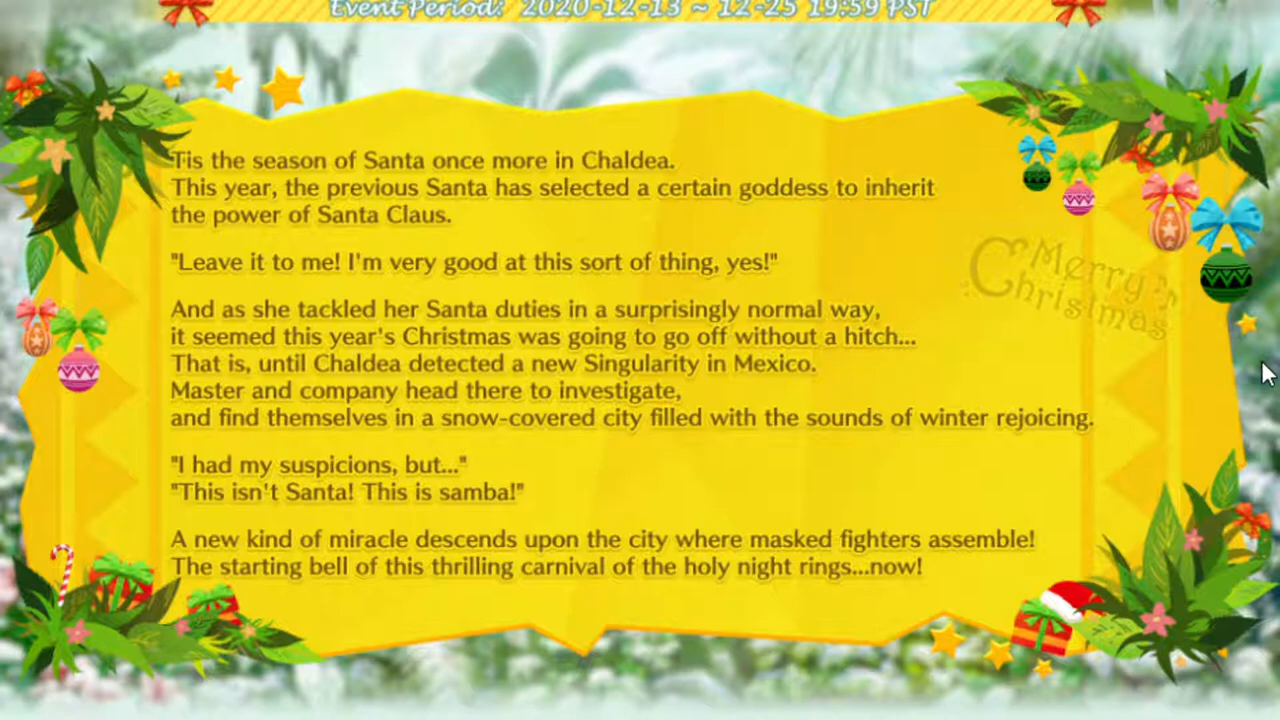 Event Period: 2020-12-13 ~ 12-25 19:59 PST
'Tis the season of Santa once more in Chaldea.
This year, the previous Santa has selected a certain goddess to inherit
the power of Santa Claus.
"Leave it to me! I'm very good at this sort of thing, yes!"
Merry
Christmas
And as she tackled her Santa duties in a surprisingly normal way,
it seemed this year's Christmas was going to go off without a hitch...
That is, until Chaldea detected a new Singularity in Mexico.
Master and company head there to investigate,
and find themselves in a snow-covered city filled with the sounds of winter rejoicing.
"I had my suspicions, but..."
"This isn't Santa! This is samba!"
A new kind of miracle descends upon the city where masked fighters assemble!
The starting bell of this thrilling carnival of the holy night rings...now!